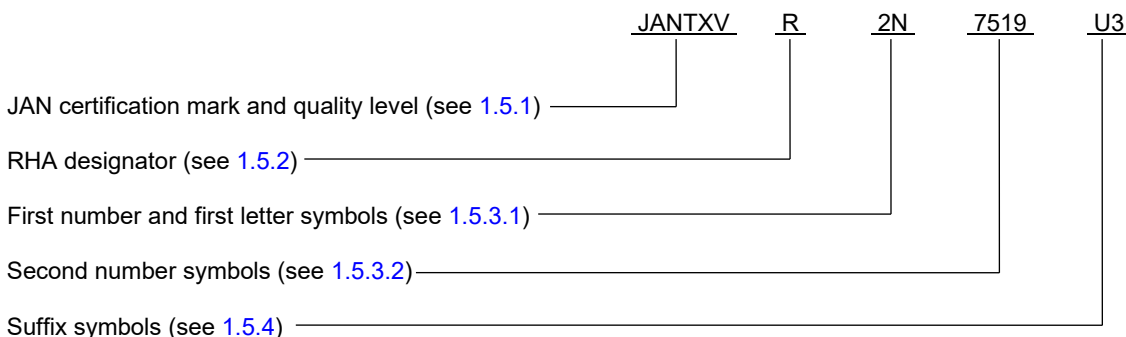 JANTXV R 2N 7519 U3
JAN certification mark and quality level (see 1.5.1)
RHA designator (see 1.5.2)
First number and first letter symbols (see 1.5.3.1)
Second number symbols (see 1.5.3.2)
Suffix symbols (see 1.5.4)